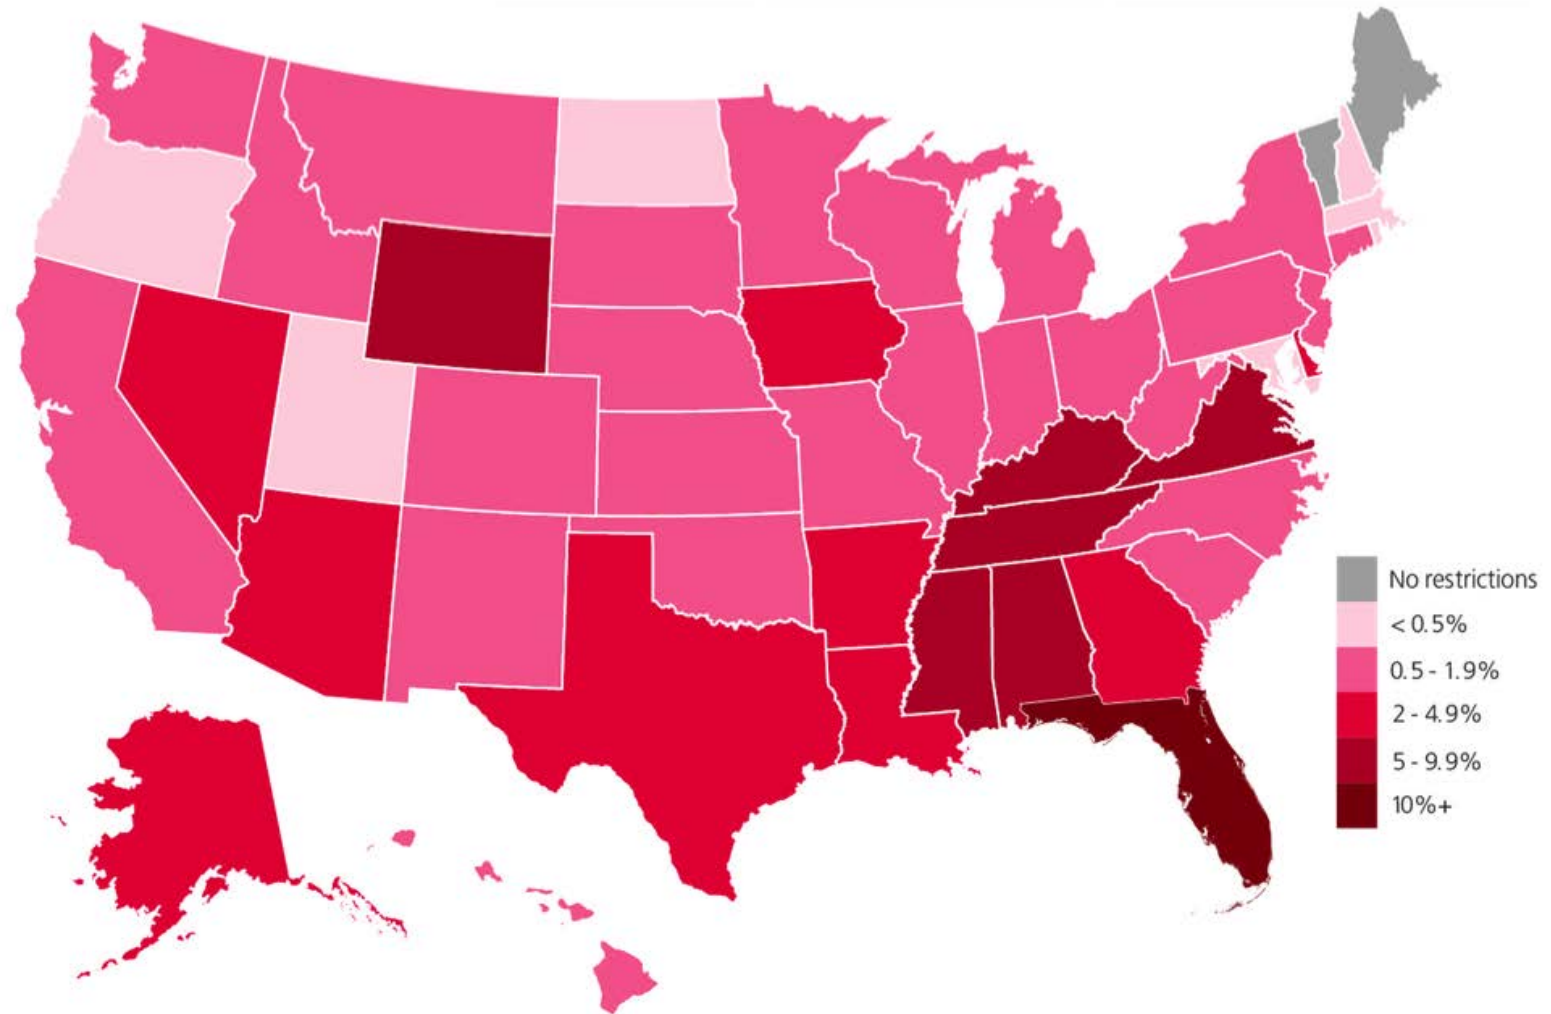 No restrictions
< 0.5%
0.5 - 1.9%
2 - 4.9%
5 - 9.9%
10%+